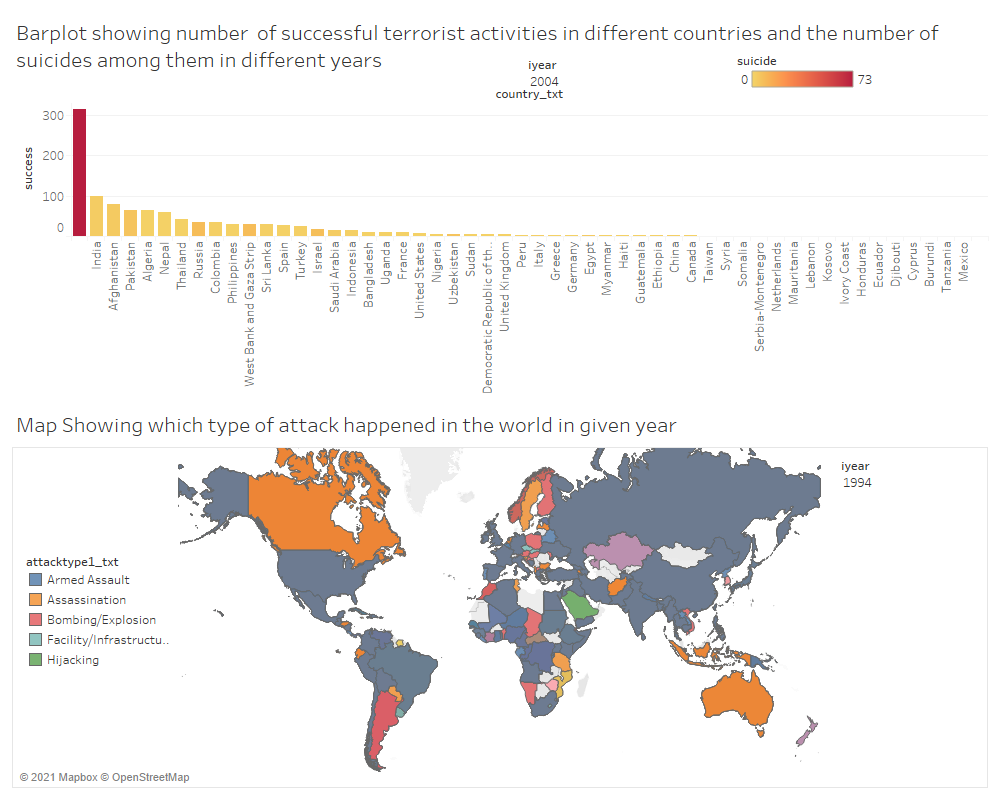 Barplot showing number of successful terrorist activities in different countries and the number of
suicides among them in different years
iyear
2004
country_txt
suicide
0
73
success
300
200
100
0
India
Afghanistan
Pakistan
Algeria
Nepal
Thailand
Russia
Colombia
Philippines
West Bank and Gaza Strip
Sri Lanka
Spain
Turkey
Israel
Saudi Arabia
Indonesia
Bangladesh
Uganda
France
United States
Nigeria
Uzbekistan
Sudan
Democratic Republic of th..
United Kingdom
Peru
Italy
Greece
Germany
Egypt
Myanmar
Haiti
Guatemala
Ethiopia
China
Canada
Taiwan
Syria
Somalia
Serbia-Montenegro
Netherlands
Mauritania
Lebanon
Kosovo
Ivory Coast
Honduras
Ecuador
Djibouti
Cyprus
Burundi
Tanzania
Mexico
Map Showing which type of attack happened in the world in given year
iyear
1994
attacktype1_txt
Armed Assault
Assassination
Bombing/Explosion
Facility/Infrastructu..
Hijacking
© 2021 Mapbox © OpenStreetMap